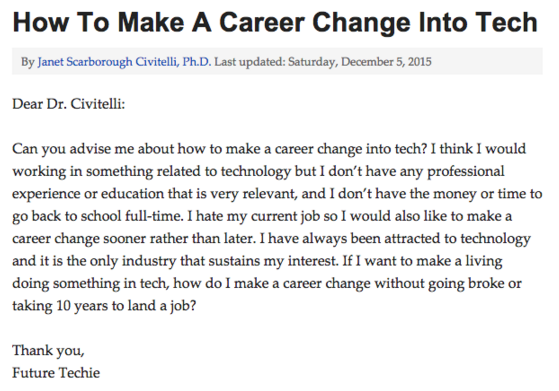 How To Make A Career Change Into Tech
By Janet Scarborough Civitelli, Ph.D. Last updated: Saturday, December 5, 2015
Dear Dr. Civitelli:
Can you advise me about how to make a career change into tech? I think I would
working in something related to technology but I don't have any professional
experience or education that is very relevant, and I don't have the money or time to
go back to school full-time. I hate my current job so I would also like to make a
career change sooner rather than later. I have always been attracted to technology
and it is the only industry that sustains my interest. If I want to make a living
doing something in tech, how do I make a career change without going broke or
taking 10 years to land a job?
Thank you,
Future Techie